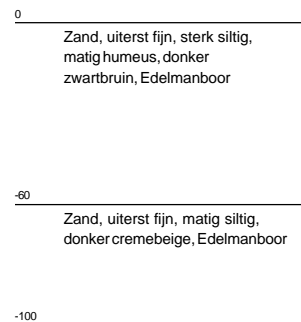 0
Zand, uiterst fijn, sterk siltig,
matig humeus, donker
zwartbruin, Edelmanboor
-60
Zand, uiterst fijn, matig siltig,
donker cremebeige, Edelmanboor
-100